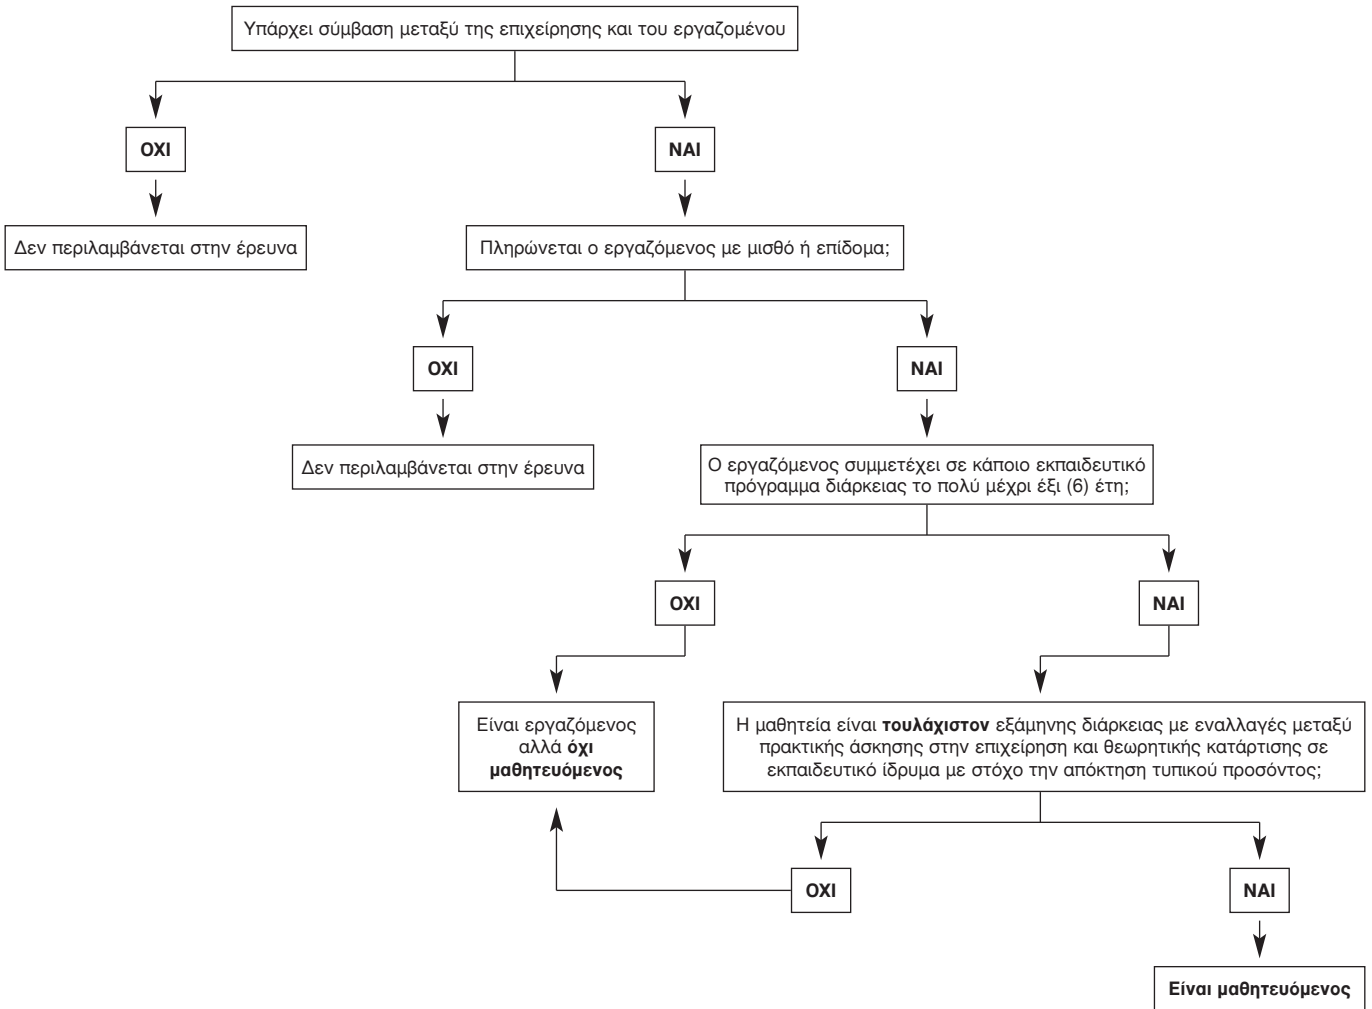 Υπάρχει σύμβαση μεταξύ της επιχείρησης και του εργαζομένου
ΟΧΙ
ΝΑΙ
Δεν περιλαμβάνεται στην έρευνα
Πληρώνεται ο εργαζόμενος με μισθό ή επίδομα;
ΟΧΙ
ΝΑΙ
Δεν περιλαμβάνεται στην έρευνα
Ο εργαζόμενος συμμετέχει σε κάποιο εκπαιδευτικό
πρόγραμμα διάρκειας το πολύ μέχρι έξι (6) έτη;
ΟΧΙ
ΝΑΙ
Είναι εργαζόμενος
αλλά όχι
μαθητευόμενος
Η μαθητεία είναι τουλάχιστον εξάμηνης διάρκειας με εναλλαγές μεταξύ
πρακτικής άσκησης στην επιχείρηση και θεωρητικής κατάρτισης σε
εκπαιδευτικό ίδρυμα με στόχο την απόκτηση τυπικού προσόντος;
ΟΧΙ
ΝΑΙ
Είναι μαθητευόμενος